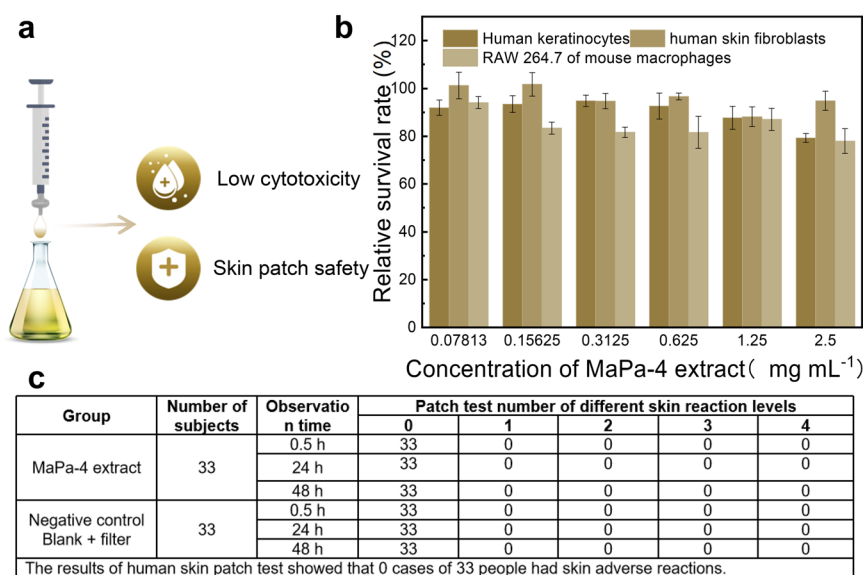 a
Low cytotoxicity
Skin patch safety
b
Human keratinocytes human skin fibroblasts
RAW 264.7 of mouse macrophages
Relative survival rate (%)
120
100
80
60
40
20
0
0.07813 0.15625 0.3125 0.625 1.25 2.5
Concentration of MaPa-4 extract( mg mL⁻¹)
c
Group Number of subjects Observatio n time Patch test number of different skin reaction levels
0 1 2 3 4
MaPa-4 extract 33 0.5 h 33 0 0 0 0
24 h 33 0 0 0 0
48 h 33 0 0 0 0
Negative control Blank + filter 33 0.5 h 33 0 0 0 0
24 h 33 0 0 0 0
48 h 33 0 0 0 0
The results of human skin patch test showed that 0 cases of 33 people had skin adverse reactions.